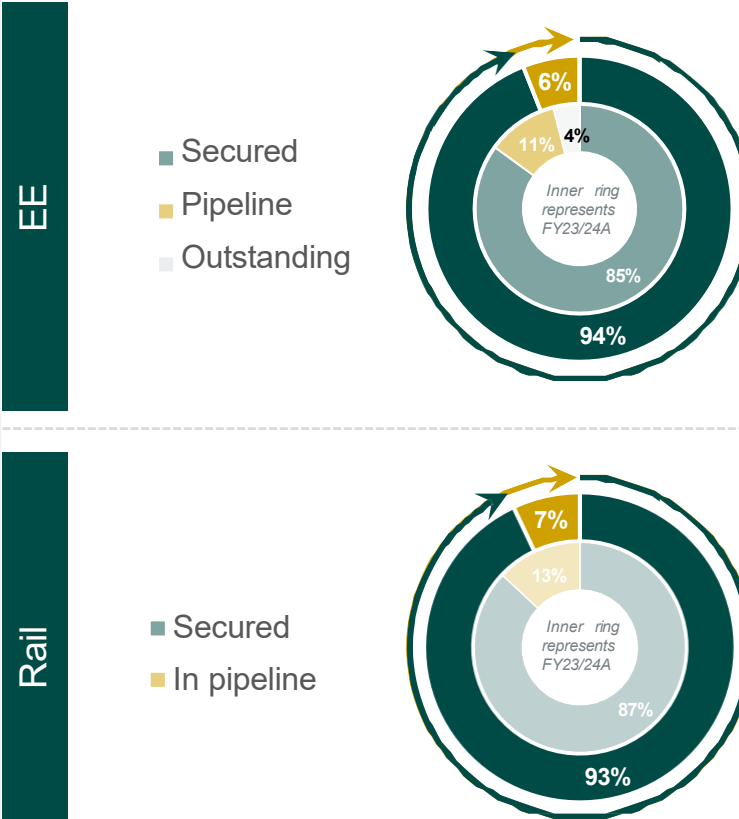 EE
Secured
Pipeline
Outstanding
6%
11%
4%
Inner ring
represents
FY23/24A
85%
94%
Rail
Secured
In pipeline
7%
13%
Inner ring
represents
FY23/24A
87%
93%